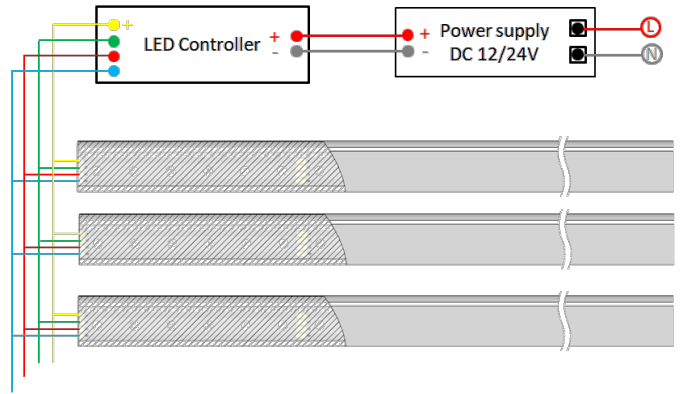 +
LED Controller
+
-
+
-
Power supply
DC 12/24V
L
N